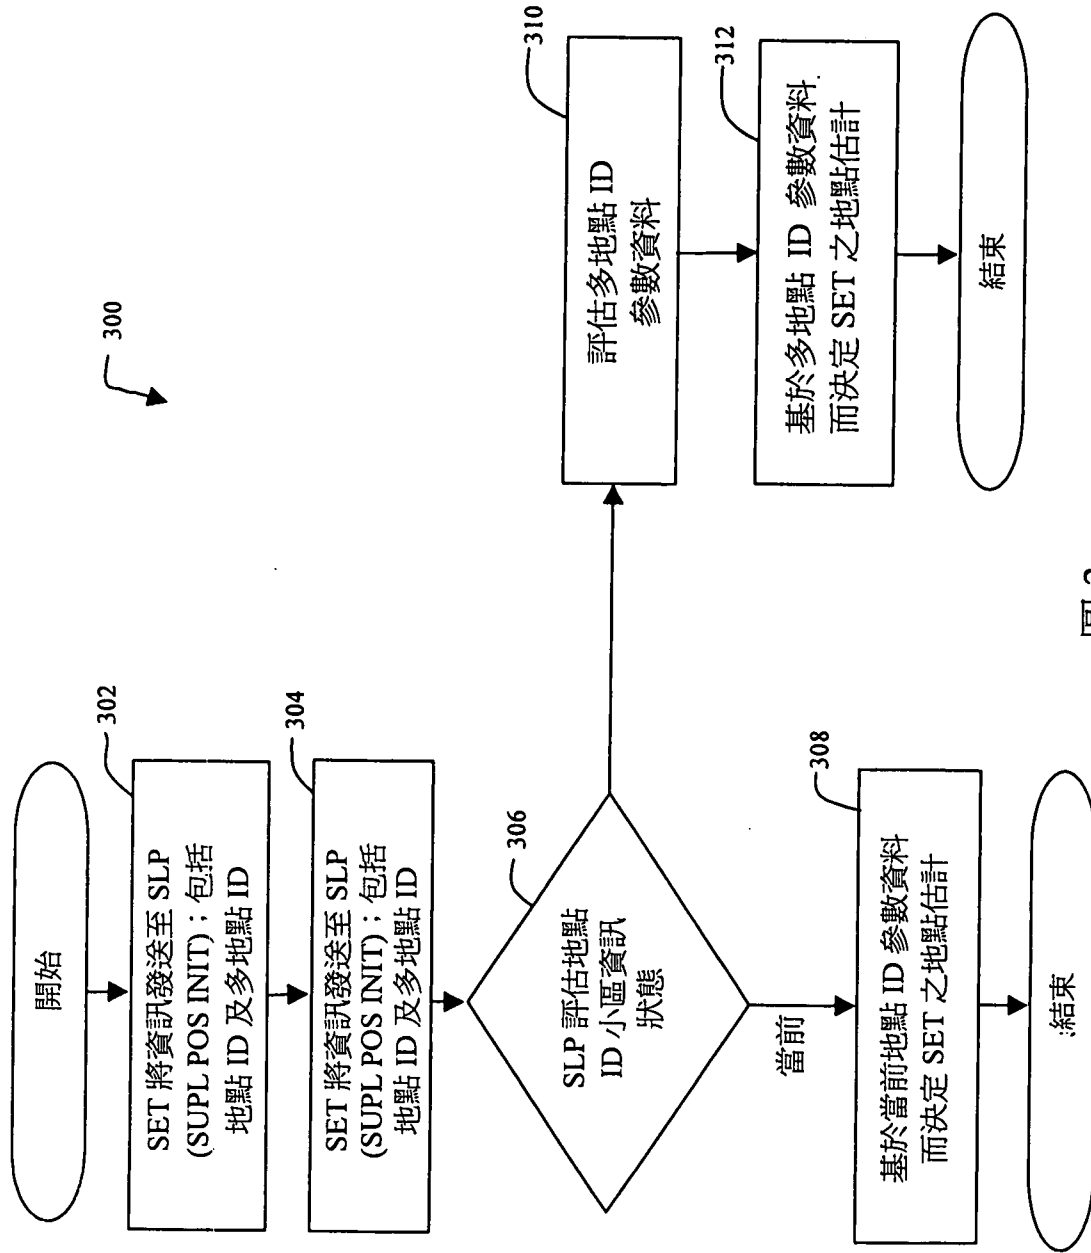 300
開始
302
SET 將資訊發送至 SLP
(SUPL POS INIT)；包括
地點 ID 及多地點 ID
304
SET 將資訊發送至 SLP
(SUPL POS INIT)；包括
地點 ID 及多地點 ID
306
SLP 評估地點
ID 小區資訊
狀態
當前
308
基於當前地點 ID 參數資料
而決定 SET 之地點估計
結束
310
評估多地點 ID
參數資料
312
基於多地點 ID 參數資料
而決定 SET 之地點估計
結束